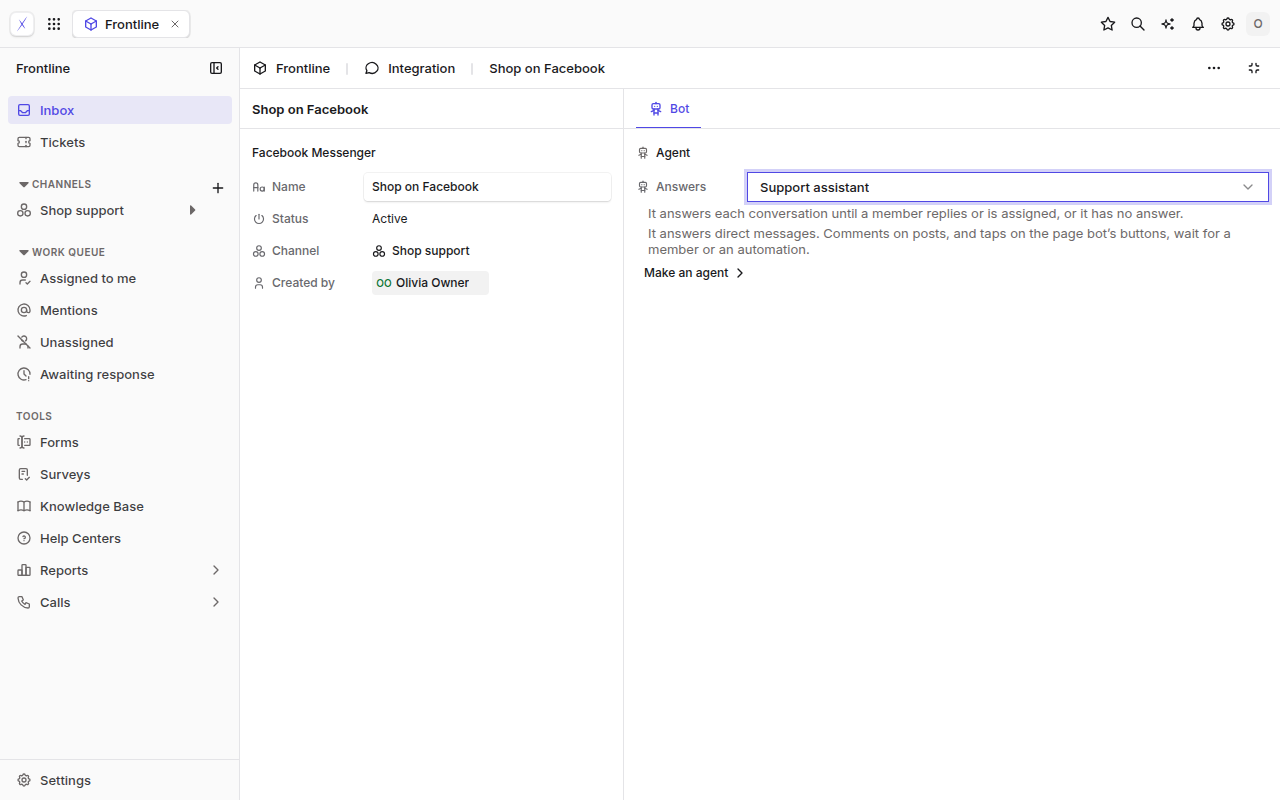 Frontline
O
Frontline
Frontline
Integration
Shop on Facebook
Inbox
Tickets
CHANNELS
Shop support
WORK QUEUE
Assigned to me
Mentions
Unassigned
Awaiting response
TOOLS
Forms
Surveys
Knowledge Base
Help Centers
Reports
Calls
Settings
Shop on Facebook
Facebook Messenger
Name
Shop on Facebook
Status
Active
Channel
Shop support
Created by
OO Olivia Owner
Bot
Agent
Answers
Support assistant
It answers each conversation until a member replies or is assigned, or it has no answer.
It answers direct messages. Comments on posts, and taps on the page bot’s buttons, wait for a
member or an automation.
Make an agent